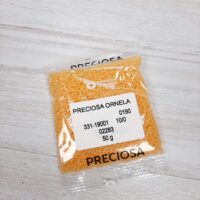 PRECIOSA
PRECIOSA ORNELA
0190
331-19001 10/0
02283
50 g
PRECIOSA